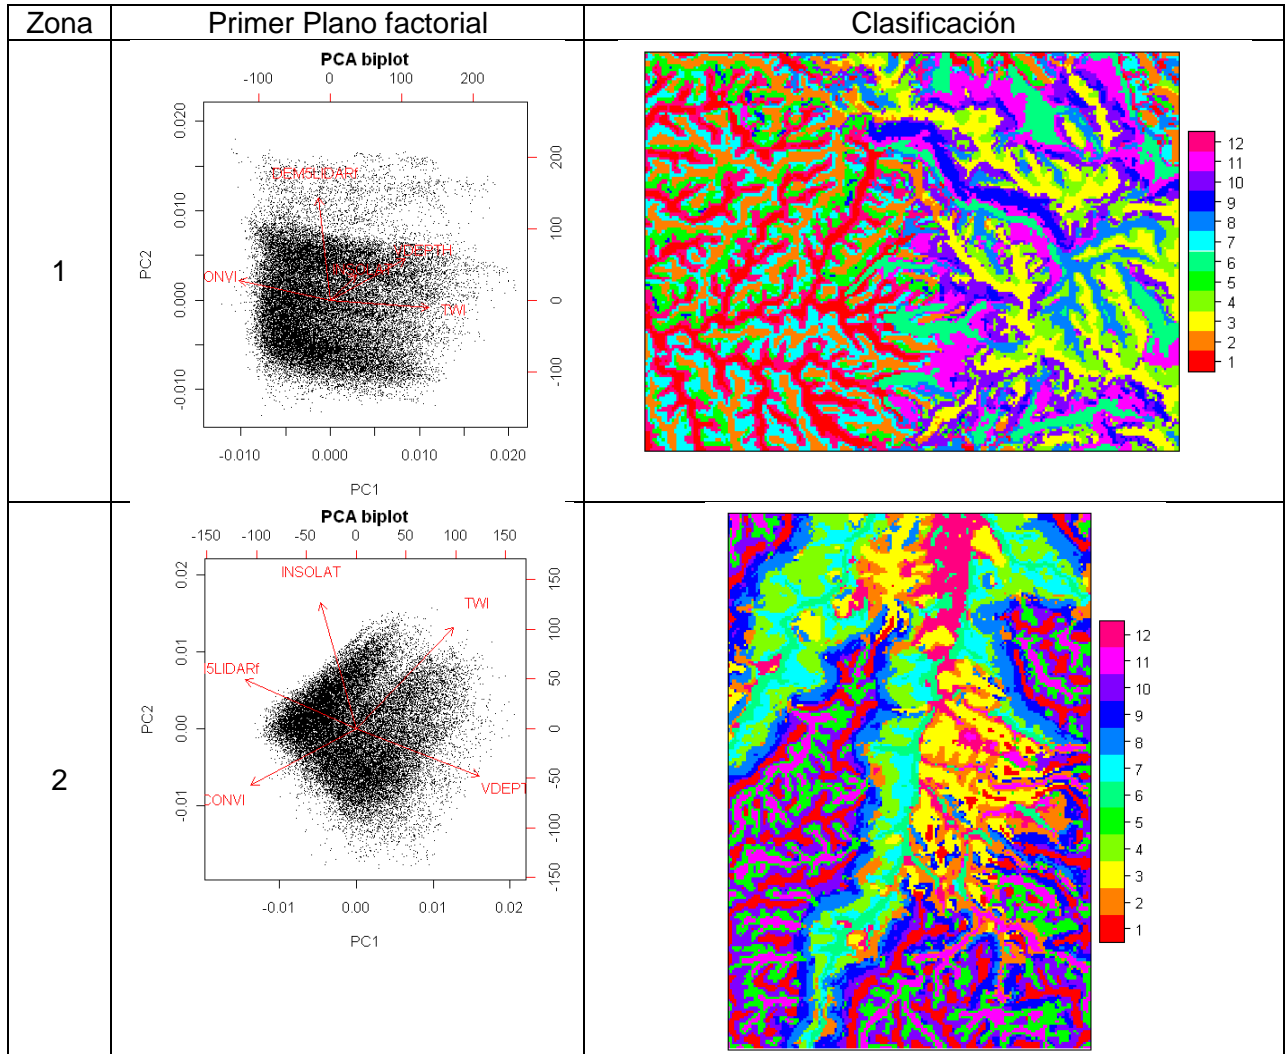 Zona Primer Plano factorial Clasificación
1
PCA biplot
-100 0 100 200
0.020
0.010
0.000
-0.010
PC2
200
100
0
-100
DEM5LIDARf
VDEPTH
INSOLAT
ONVI
TWI
-0.010 0.000 0.010 0.020
PC1
12
11
10
9
8
7
6
5
4
3
2
1
2
PCA biplot
-150 -100 -50 0 50 100 150
0.02
0.01
0.00
-0.01
PC2
150
100
50
0
-50
-100
-150
INSOLAT
TWI
5LIDARf
CONVI
VDEPT
-0.01 0.00 0.01 0.02
PC1
12
11
10
9
8
7
6
5
4
3
2
1